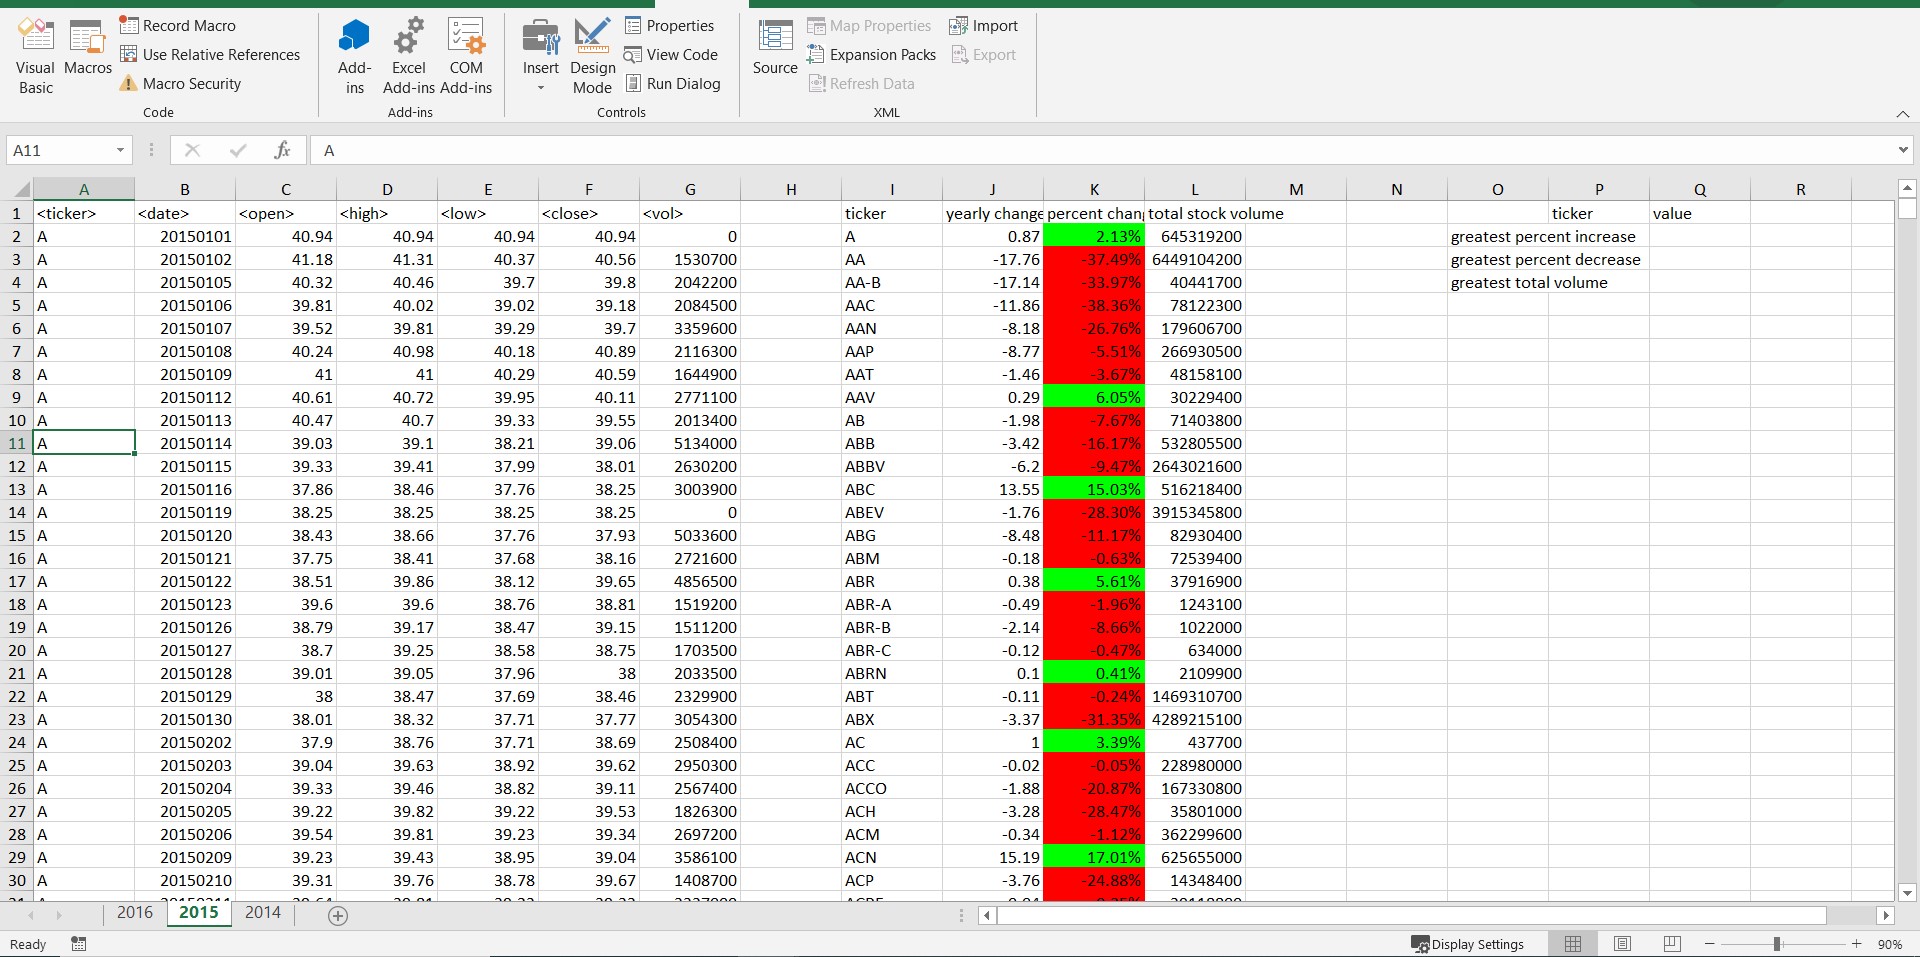 Visual Basic
Macros
Record Macro
Use Relative References
Macro Security
Code
Add-ins
Excel Add-ins
COM Add-ins
Add-ins
Insert
Design Mode
Properties
View Code
Run Dialog
Controls
Source
Map Properties
Expansion Packs
Refresh Data
Import
Export
XML
A11 fx A
A B C D E F G H I J K L M N O P Q R
1 <ticker> <date> <open> <high> <low> <close> <vol> ticker yearly change percent chan total stock volume ticker value
2 A 20150101 40.94 40.94 40.94 40.94 0 A 0.87 2.13% 645319200 greatest percent increase
3 A 20150102 41.18 41.31 40.37 40.56 1530700 AA -17.76 -37.49% 6449104200 greatest percent decrease
4 A 20150105 40.32 40.46 39.7 39.8 2042200 AA-B -17.14 -33.97% 40441700 greatest total volume
5 A 20150106 39.81 40.02 39.02 39.18 2084500 AAC -11.86 -38.36% 78122300
6 A 20150107 39.52 39.81 39.29 39.7 3359600 AAN -8.18 -26.76% 179606700
7 A 20150108 40.24 40.98 40.18 40.89 2116300 AAP -8.77 -5.51% 266930500
8 A 20150109 41 41 40.29 40.59 1644900 AAT -1.46 -3.67% 48158100
9 A 20150112 40.61 40.72 39.95 40.11 2771100 AAV 0.29 6.05% 30229400
10 A 20150113 40.47 40.7 39.33 39.55 2013400 AB -1.98 -7.67% 71403800
11 A 20150114 39.03 39.1 38.21 39.06 5134000 ABB -3.42 -16.17% 532805500
12 A 20150115 39.33 39.41 37.99 38.01 2630200 ABBV -6.2 -9.47% 2643021600
13 A 20150116 37.86 38.46 37.76 38.25 3003900 ABC 13.55 15.03% 516218400
14 A 20150119 38.25 38.25 38.25 38.25 0 ABEV -1.76 -28.30% 3915345800
15 A 20150120 38.43 38.66 37.76 37.93 5033600 ABG -8.48 -11.17% 82930400
16 A 20150121 37.75 38.41 37.68 38.16 2721600 ABM -0.18 -0.63% 72539400
17 A 20150122 38.51 39.86 38.12 39.65 4856500 ABR 0.38 5.61% 37916900
18 A 20150123 39.6 39.6 38.76 38.81 1519200 ABR-A -0.49 -1.96% 1243100
19 A 20150126 38.79 39.17 38.47 39.15 1511200 ABR-B -2.14 -8.66% 1022000
20 A 20150127 38.7 39.25 38.58 38.75 1703500 ABR-C -0.12 -0.47% 634000
21 A 20150128 39.01 39.05 37.96 38 2033500 ABRN 0.1 0.41% 2109900
22 A 20150129 38 38.47 37.69 38.46 2329900 ABT -0.11 -0.24% 1469310700
23 A 20150130 38.01 38.32 37.71 37.77 3054300 ABX -3.37 -31.35% 4289215100
24 A 20150202 37.9 38.76 37.71 38.69 2508400 AC 1 3.39% 437700
25 A 20150203 39.04 39.63 38.92 39.62 2950300 ACC -0.02 -0.05% 228980000
26 A 20150204 39.33 39.46 38.82 39.11 2567400 ACCO -1.88 -20.87% 167330800
27 A 20150205 39.22 39.82 39.22 39.53 1826300 ACH -3.28 -28.47% 35801000
28 A 20150206 39.54 39.81 39.23 39.34 2697200 ACM -0.34 -1.12% 362299600
29 A 20150209 39.23 39.43 38.95 39.04 3586100 ACN 15.19 17.01% 625655000
30 A 20150210 39.31 39.76 38.78 39.67 1408700 ACP -3.76 -24.88% 14348400
2016 2015 2014
Ready Display Settings 90%